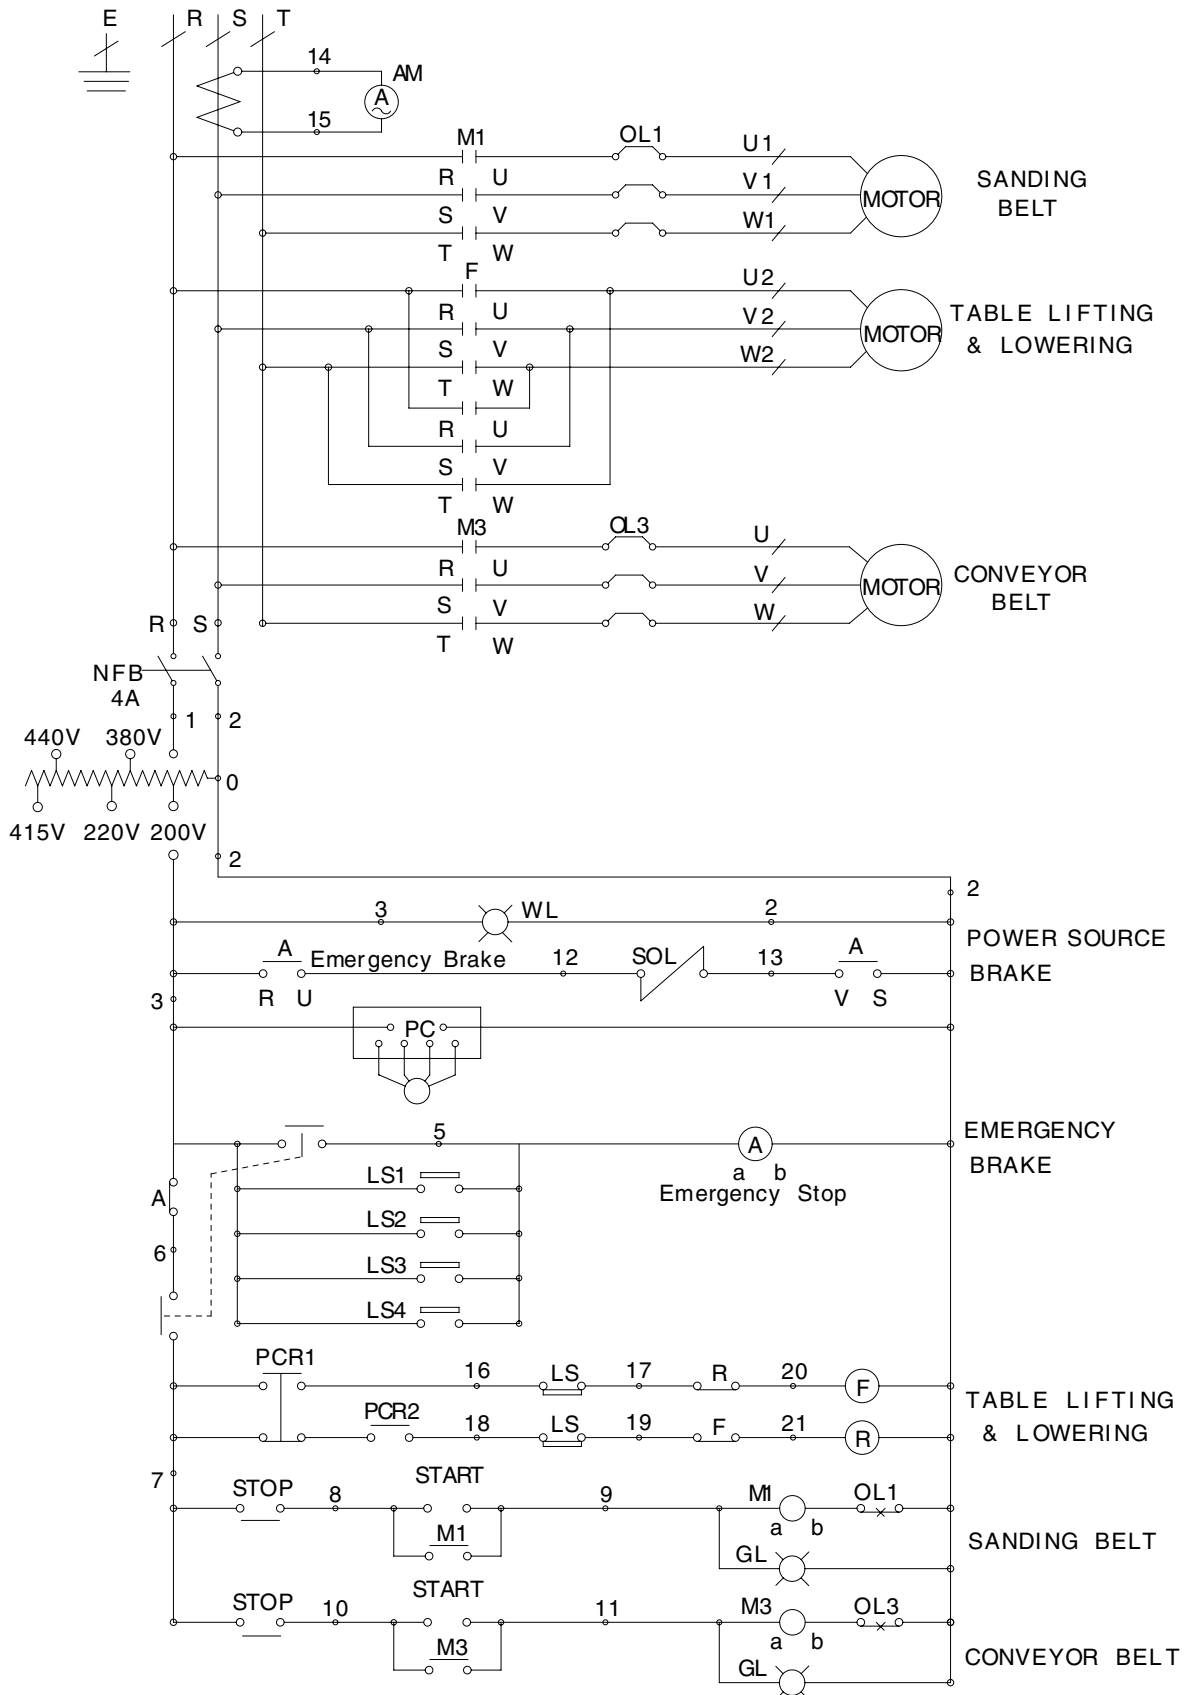 E R S T
14
AM
A
15
M1 OL1 U1
R U V1
SANDING
BELT
MOTOR
S V W1
T W
F U2
R U V2
TABLE LIFTING
& LOWERING
MOTOR
S V W2
T W
R U
S V
T W
M3 OL3 U
R U V
CONVEYOR
BELT
MOTOR
S V W
T W
R S
NFB
4A
1 2
440V 380V
0
415V 220V 200V
2
2
3 WL 2
POWER SOURCE
A Emergency Brake 12 SOL 13 A
BRAKE
R U V S
3
PC
5 A
EMERGENCY
BRAKE
a b
Emergency Stop
LS1
A
LS2
6
LS3
LS4
PCR1 16 LS 17 R 20 F
TABLE LIFTING
& LOWERING
PCR2 18 LS 19 F 21 R
7
STOP 8 START 9 M1 OL1
M1 a b
SANDING BELT
GL
STOP 10 START 11 M3 OL3
M3 a b
CONVEYOR BELT
GL